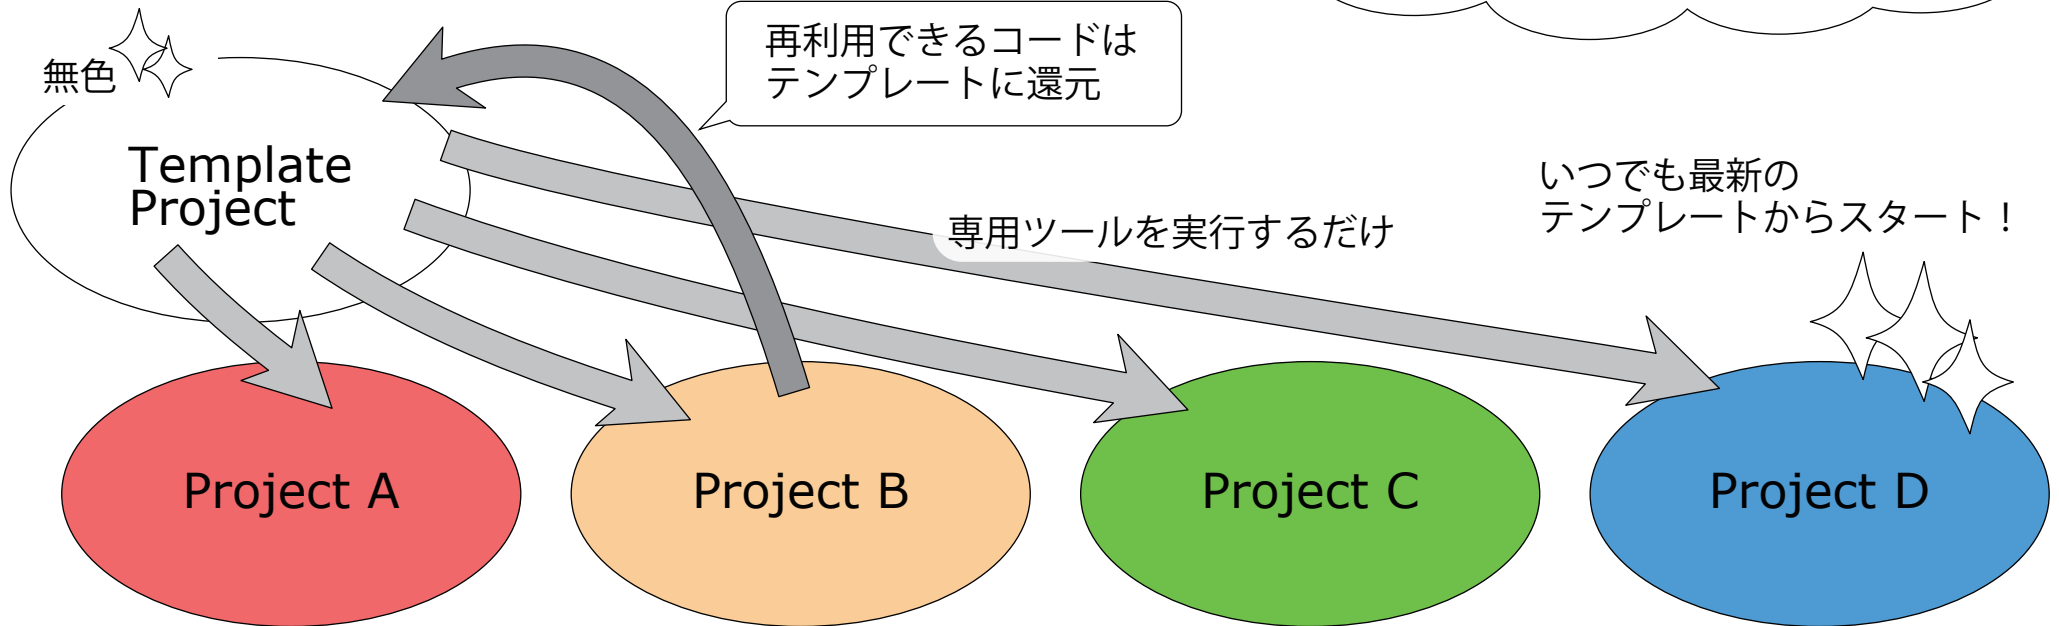 無色
再利用できるコードは
テンプレートに還元
Template
Project
専用ツールを実行するだけ
いつでも最新の
テンプレートからスタート！
Project A
Project B
Project C
Project D